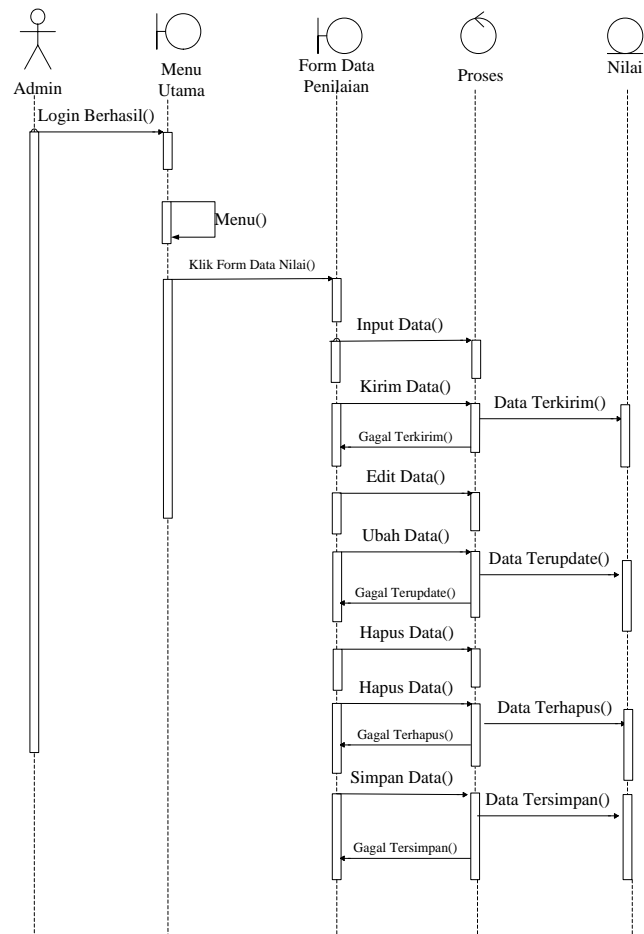 Admin
Menu
Utama
Form Data
Penilaian
Proses
Nilai
Login Berhasil()
Menu()
Klik Form Data Nilai()
Input Data()
Kirim Data()
Data Terkirim()
Gagal Terkirim()
Edit Data()
Ubah Data()
Data Terupdate()
Gagal Terupdate()
Hapus Data()
Hapus Data()
Data Terhapus()
Gagal Terhapus()
Simpan Data()
Data Tersimpan()
Gagal Tersimpan()